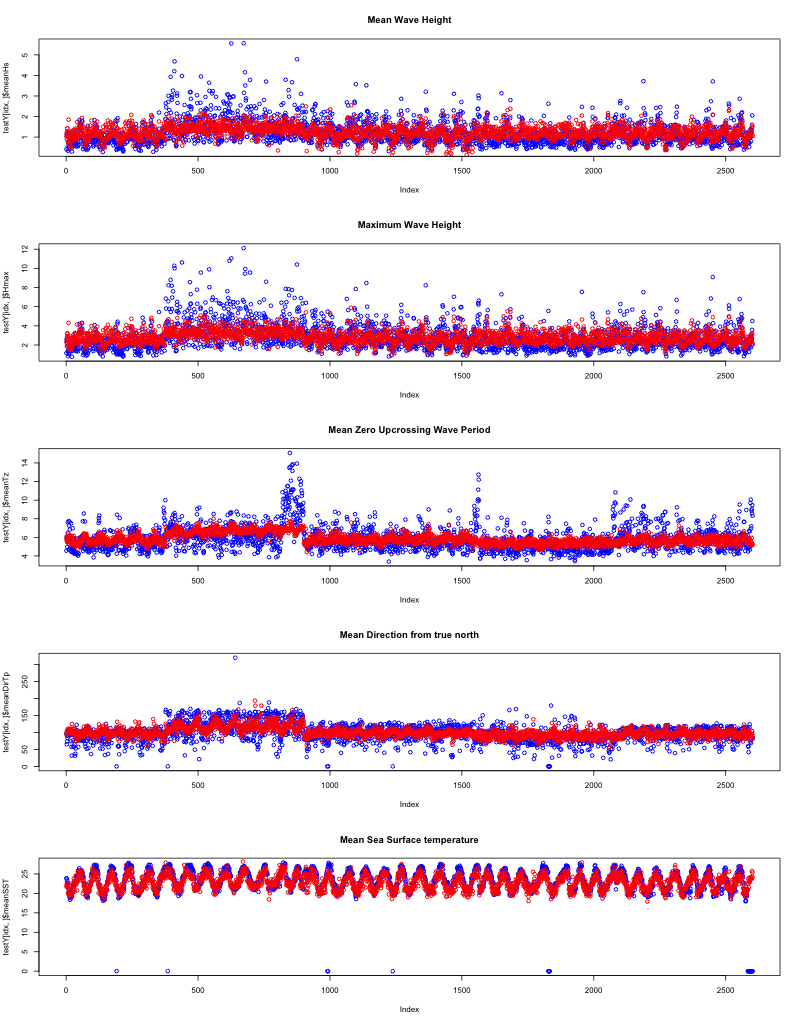 Mean Wave Height
testY[idx, ]$meanHs
5
4
3
2
1
0 500 1000 1500 2000 2500
Index
Maximum Wave Height
testY[idx, ]$Hmax
12
10
8
6
4
2
0 500 1000 1500 2000 2500
Index
Mean Zero Upcrossing Wave Period
testY[idx, ]$meanTz
14
12
10
8
6
4
0 500 1000 1500 2000 2500
Index
Mean Direction from true north
testY[idx, ]$meanDirTp
250
150
50
0
0 500 1000 1500 2000 2500
Index
Mean Sea Surface temperature
testY[idx, ]$meanSST
25
20
15
10
5
0
0 500 1000 1500 2000 2500
Index